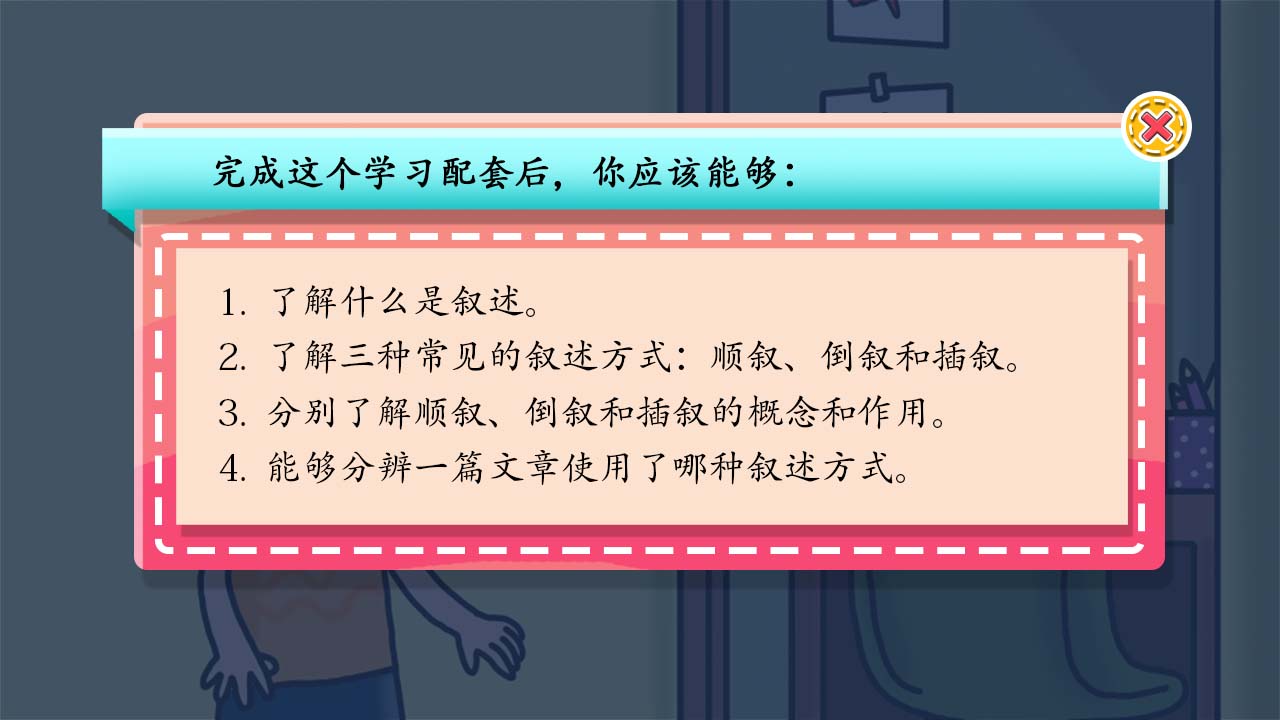 完成这个学习配套后，你应该能够：
1. 了解什么是叙述。
2. 了解三种常见的叙述方式：顺叙、倒叙和插叙。
3. 分别了解顺叙、倒叙和插叙的概念和作用。
4. 能够分辨一篇文章使用了哪种叙述方式。